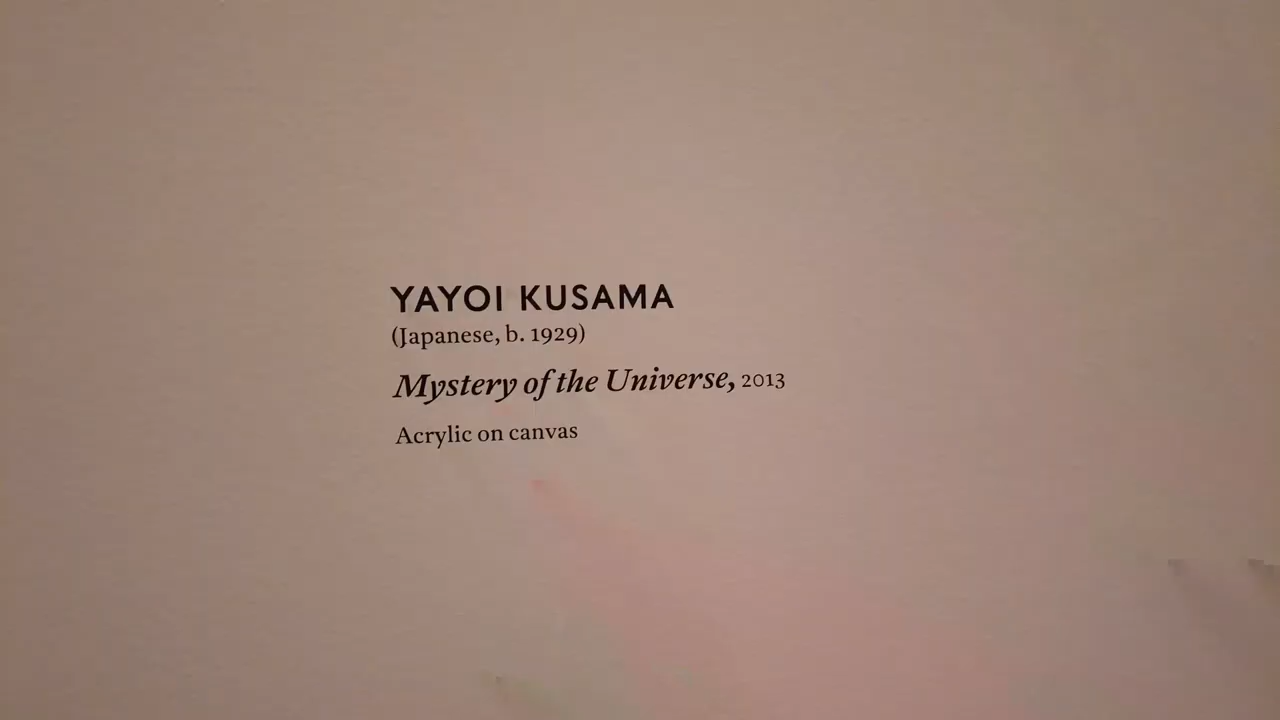 YAYOI KUSAMA
(Japanese, b. 1929)
Mystery of the Universe, 2013
Acrylic on canvas